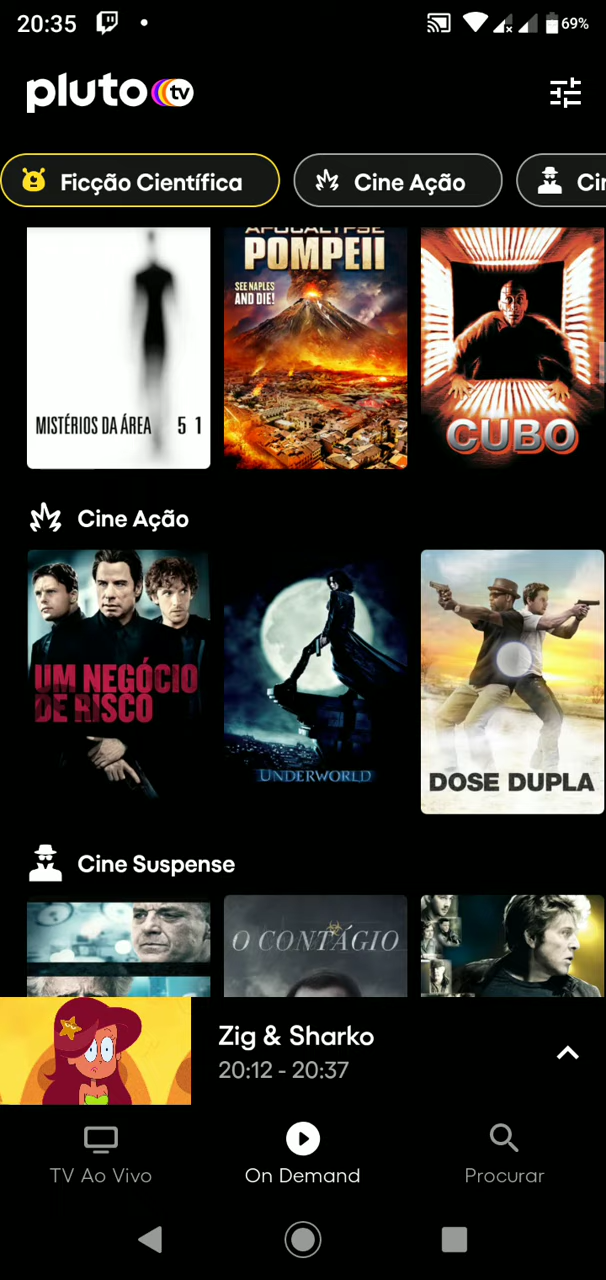 20:35
69%
pluto tv
Ficção Científica
Cine Ação
Cin
APOCALYPSE
POMPEII
SEE NAPLES
AND DIE!
MISTÉRIOS DA ÁREA 51
CUBO
Cine Ação
UM NEGÓCIO
DE RISCO
UNDERWORLD
DOSE DUPLA
Cine Suspense
O CONTÁGIO
Zig & Sharko
20:12 - 20:37
TV Ao Vivo
On Demand
Procurar